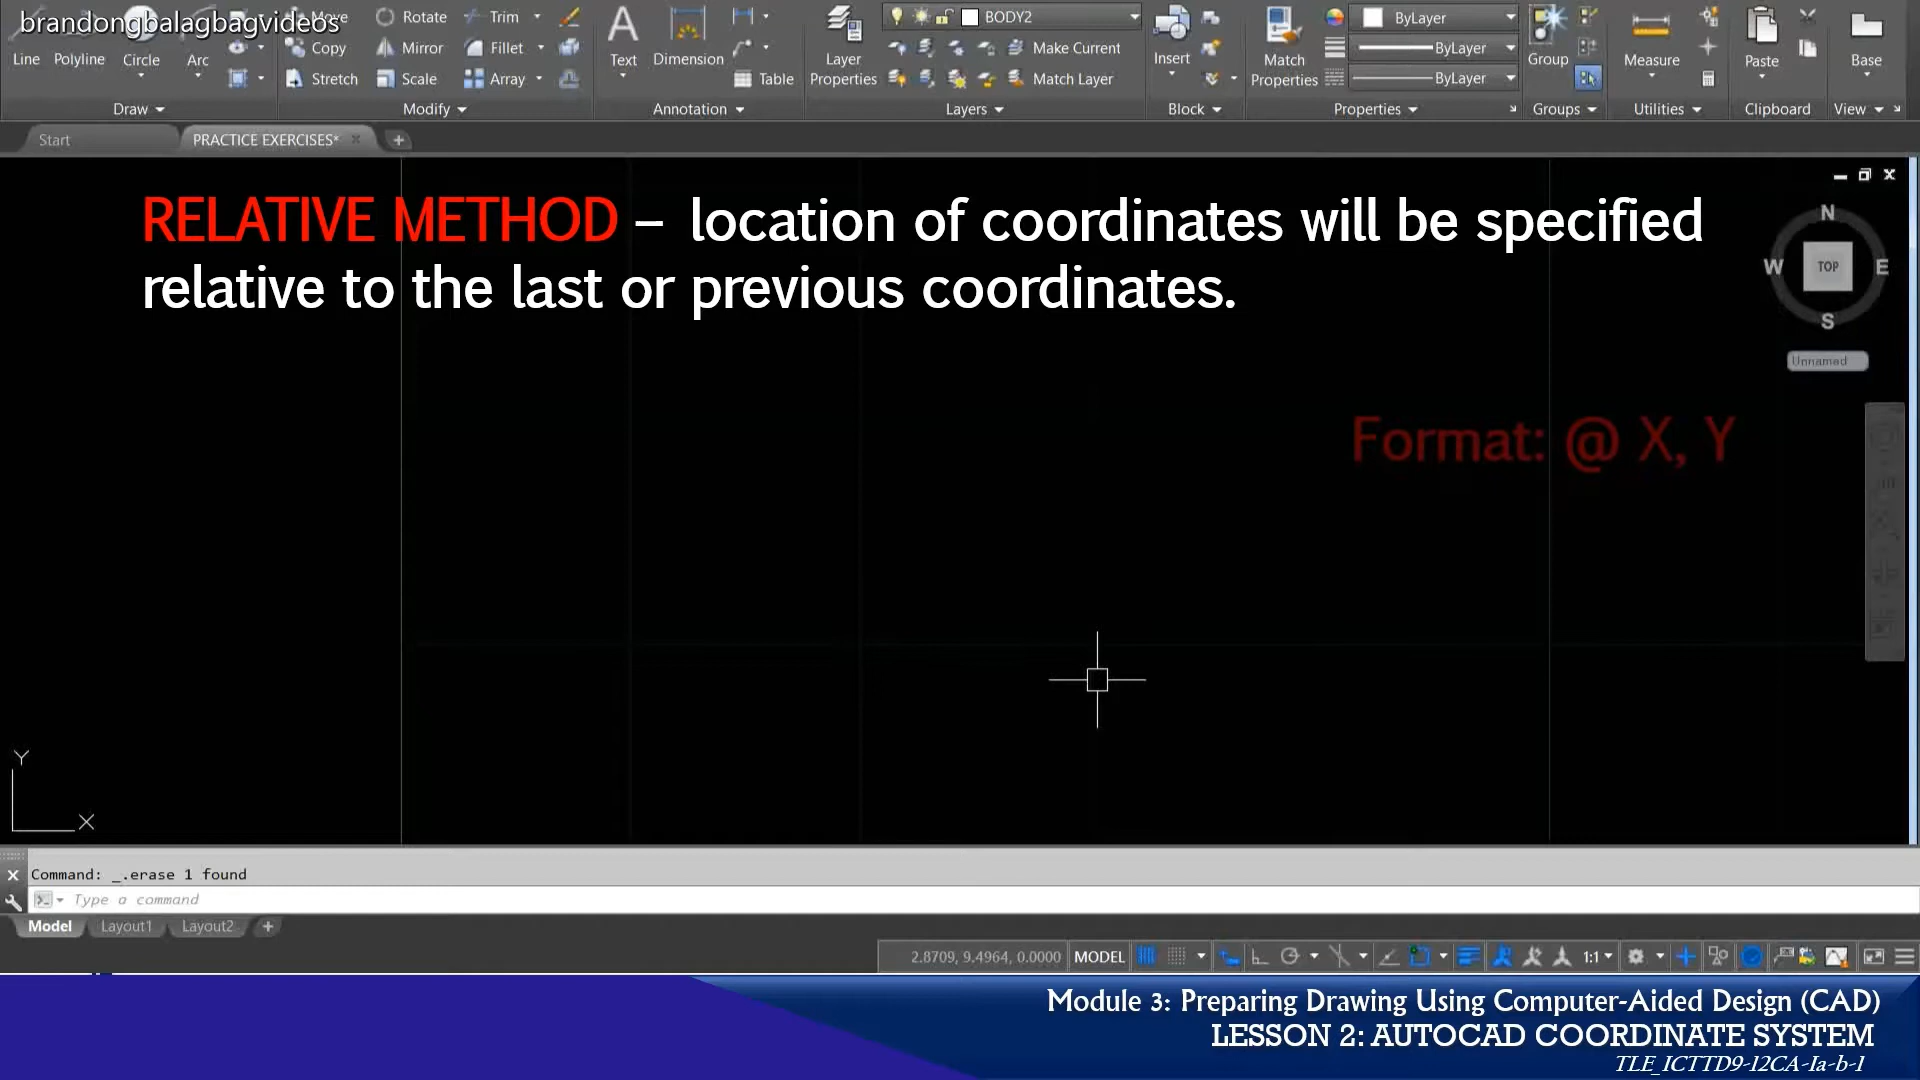 brandongbalagbagvideos
Move
Rotate
Trim
BODY2
ByLayer
Copy
Mirror
Fillet
Make Current
ByLayer
Line
Polyline
Circle
Arc
Stretch
Scale
Array
Text
Dimension
Table
Layer
Properties
Match Layer
Insert
Match
Properties
ByLayer
Group
Measure
Paste
Base
Draw
Modify
Annotation
Layers
Block
Properties
Groups
Utilities
Clipboard
View
Start
PRACTICE EXERCISES*
RELATIVE METHOD – location of coordinates will be specified
relative to the last or previous coordinates.
N
W
TOP
E
S
Unnamed
Format: @ X, Y
Y
X
Command: _.erase 1 found
Type a command
Model
Layout1
Layout2
2.8709, 9.4964, 0.0000
MODEL
1:1
Module 3: Preparing Drawing Using Computer-Aided Design (CAD)
LESSON 2: AUTOCAD COORDINATE SYSTEM
TLE_ICTTD9-12CA-Ia-b-1